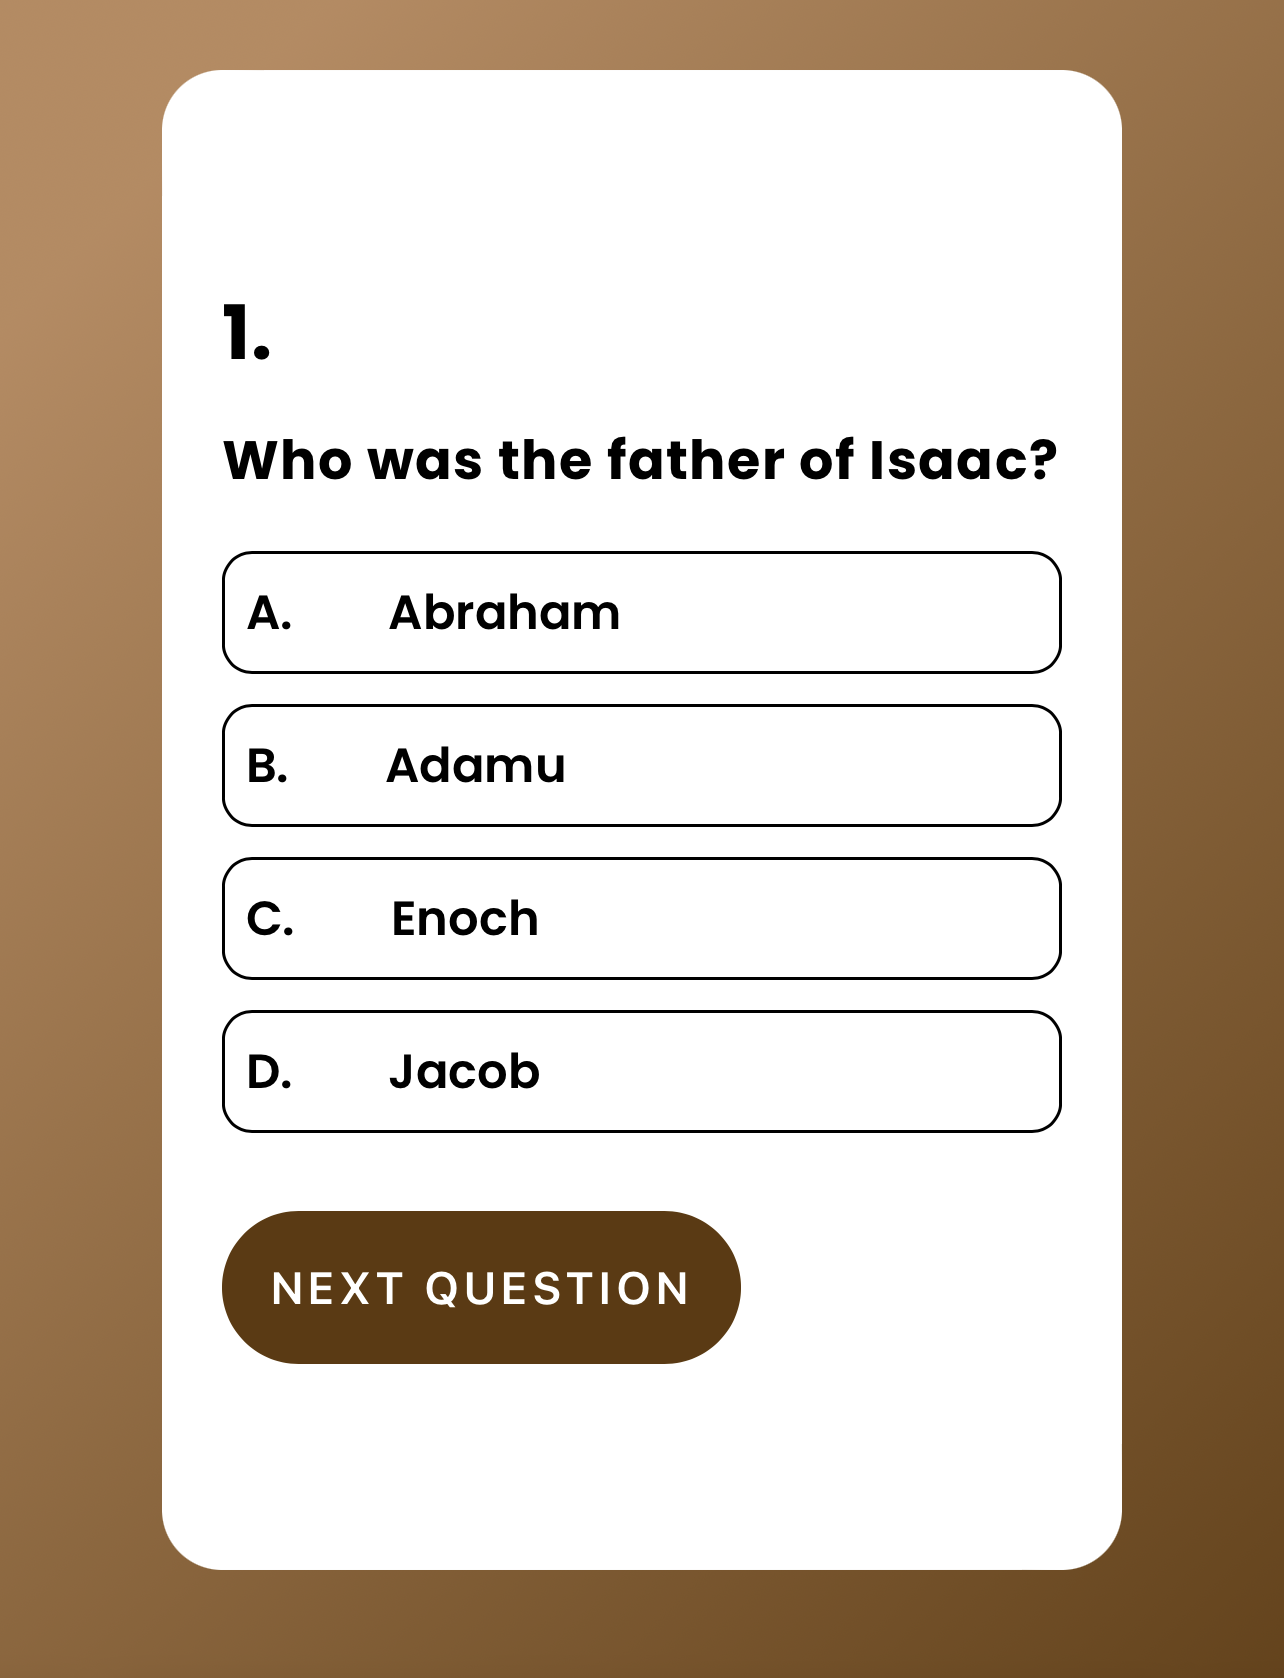 1.
Who was the father of Isaac?
A. Abraham
B. Adamu
C. Enoch
D. Jacob
NEXT QUESTION